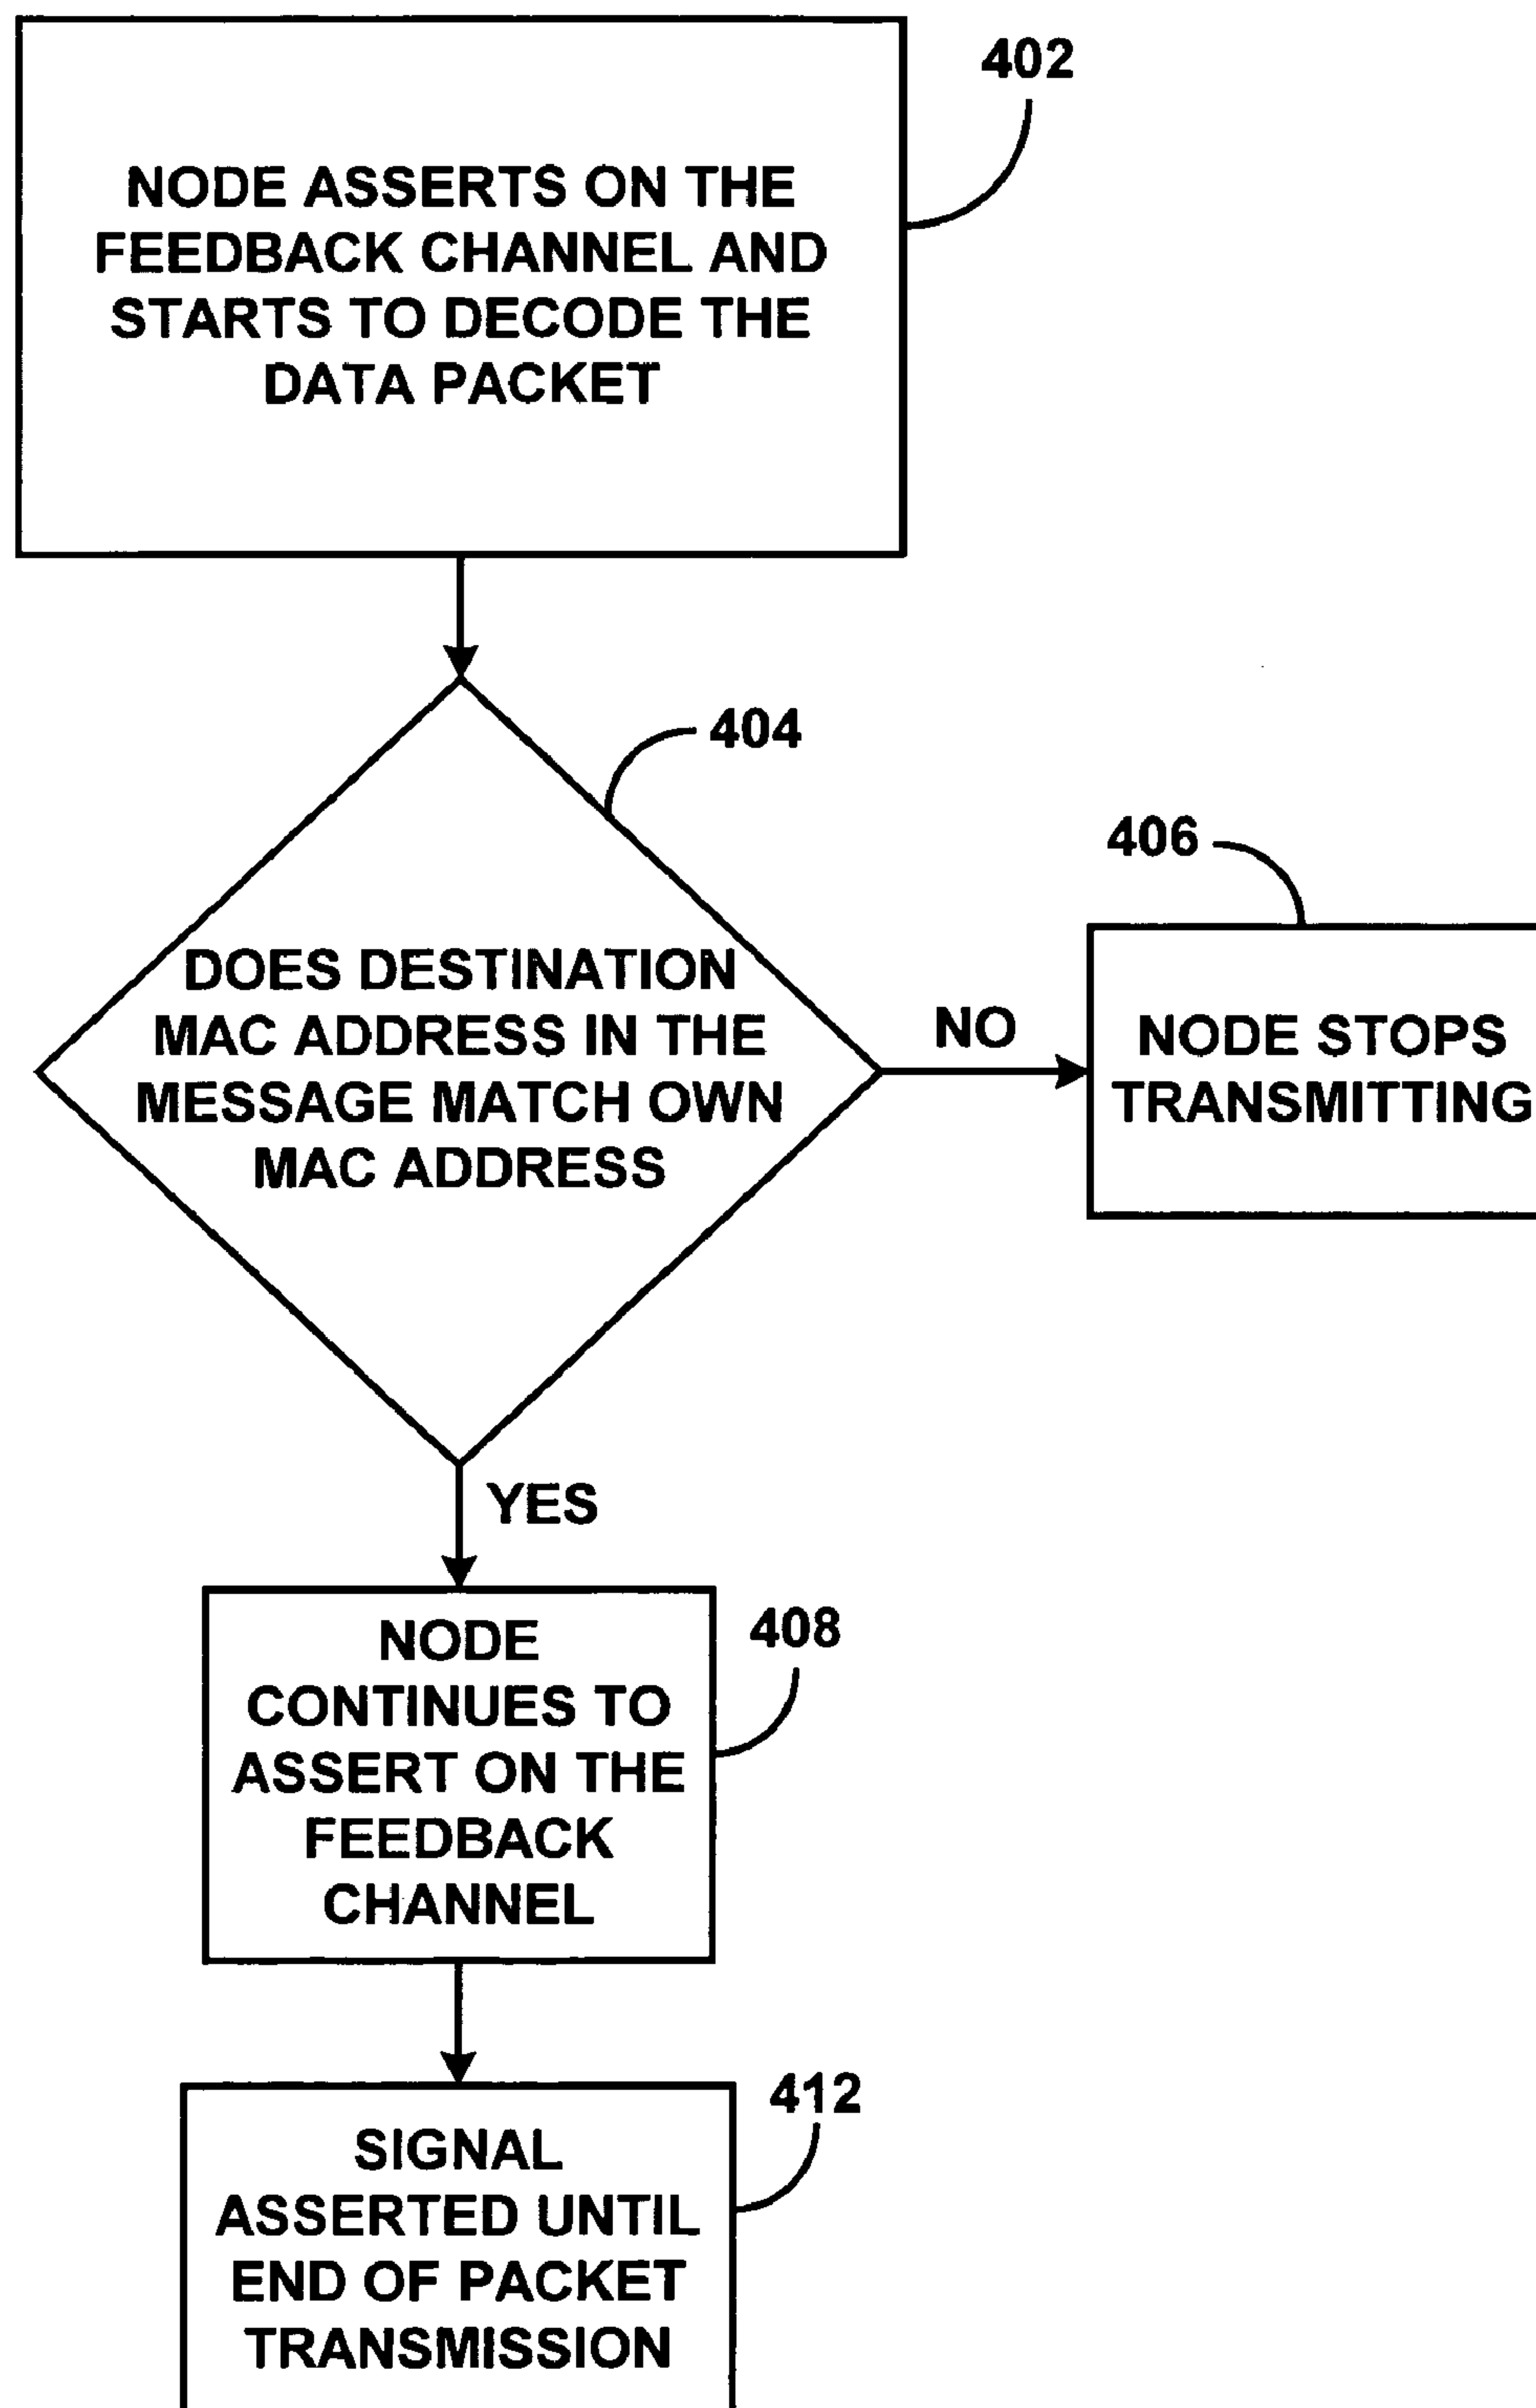 402
NODE ASSERTS ON THE
FEEDBACK CHANNEL AND
STARTS TO DECODE THE
DATA PACKET
404
DOES DESTINATION
MAC ADDRESS IN THE
MESSAGE MATCH OWN
MAC ADDRESS
NO
406
NODE STOPS
TRANSMITTING
YES
408
NODE
CONTINUES TO
ASSERT ON THE
FEEDBACK
CHANNEL
412
SIGNAL
ASSERTED UNTIL
END OF PACKET
TRANSMISSION